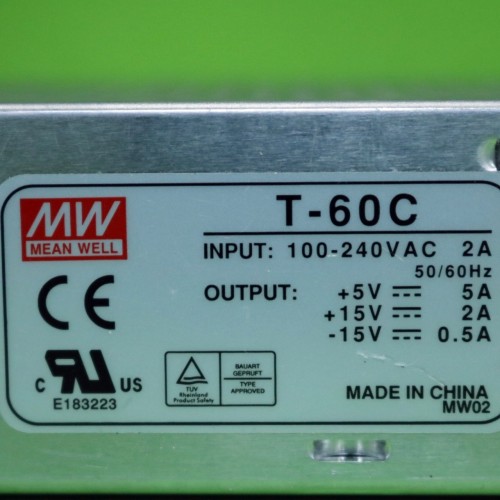 T-60C
MW
MEAN WELL
INPUT: 100-240VAC 2A
50/60Hz
OUTPUT: +5V ⎓ 5A
+15V ⎓ 2A
-15V ⎓ 0.5A
CE
C UR US
E183223
TÜV
Rheinland
Product Safety
BAUART
GEPRUFT
TYPE
APPROVED
MADE IN CHINA
MW02